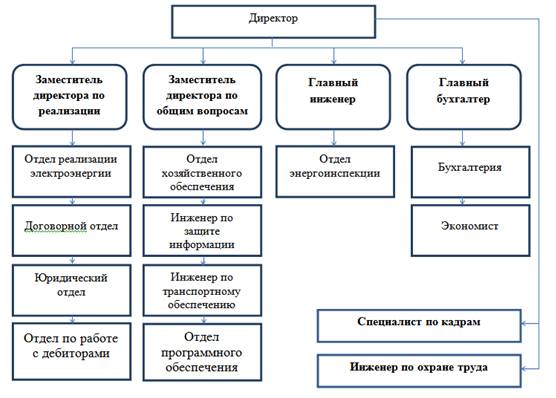 Директор
Заместитель
директора по
реализации
Заместитель
директора по
общим вопросам
Главный
инженер
Главный
бухгалтер
Отдел реализации
электроэнергии
Отдел
хозяйственного
обеспечения
Отдел
энергоинспекции
Бухгалтерия
Договорной отдел
Инженер по
защите
информации
Экономист
Юридический
отдел
Инженер по
транспортному
обеспечению
Отдел по работе
с дебиторами
Отдел
программного
обеспечения
Специалист по кадрам
Инженер по охране труда